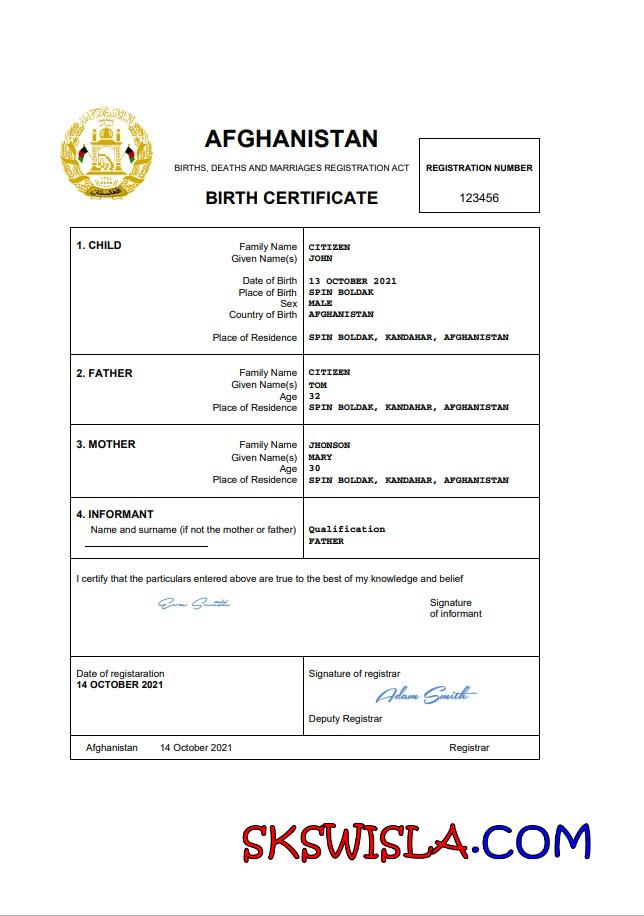 AFGHANISTAN
BIRTHS, DEATHS AND MARRIAGES REGISTRATION ACT
BIRTH CERTIFICATE
REGISTRATION NUMBER
123456
1. CHILD
Family Name CITIZEN
Given Name(s) JOHN
Date of Birth 13 OCTOBER 2021
Place of Birth SPIN BOLDAK
Sex MALE
Country of Birth AFGHANISTAN
Place of Residence SPIN BOLDAK, KANDAHAR, AFGHANISTAN
2. FATHER
Family Name CITIZEN
Given Name(s) TOM
Age 32
Place of Residence SPIN BOLDAK, KANDAHAR, AFGHANISTAN
3. MOTHER
Family Name JHONSON
Given Name(s) MARY
Age 30
Place of Residence SPIN BOLDAK, KANDAHAR, AFGHANISTAN
4. INFORMANT
Name and surname (if not the mother or father) Qualification
FATHER
I certify that the particulars entered above are true to the best of my knowledge and belief
Eva Smith
Signature
of informant
Date of registaration
14 OCTOBER 2021
Signature of registrar
Adam Smith
Deputy Registrar
Afghanistan 14 October 2021 Registrar
SKSWISLA.COM